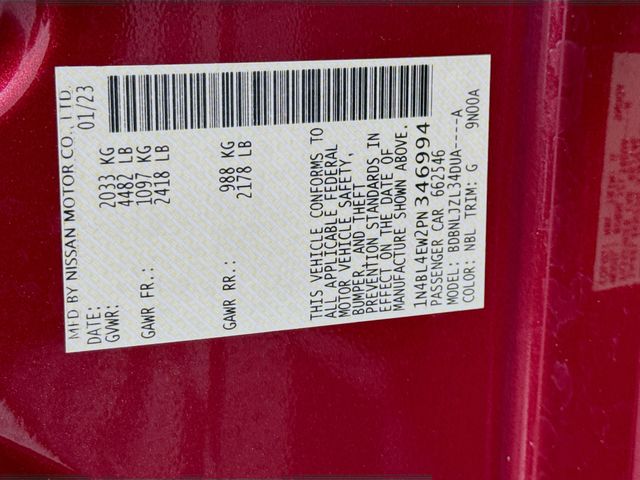 MFD BY NISSAN MOTOR CO., LTD.
DATE: 01/23
GVWR: 2033 KG
4482 LB
GAWR FR.: 1097 KG
2418 LB
GAWR RR.: 988 KG
2178 LB
THIS VEHICLE CONFORMS TO
ALL APPLICABLE FEDERAL
MOTOR VEHICLE SAFETY,
BUMPER, AND THEFT
PREVENTION STANDARDS IN
EFFECT ON THE DATE OF
MANUFACTURE SHOWN ABOVE.
1N4BL4EW2PN346994
PASSENGER CAR 662546
MODEL: BDBNLJZL34DUA----A
COLOR: NBL TRIM: G 9N00A